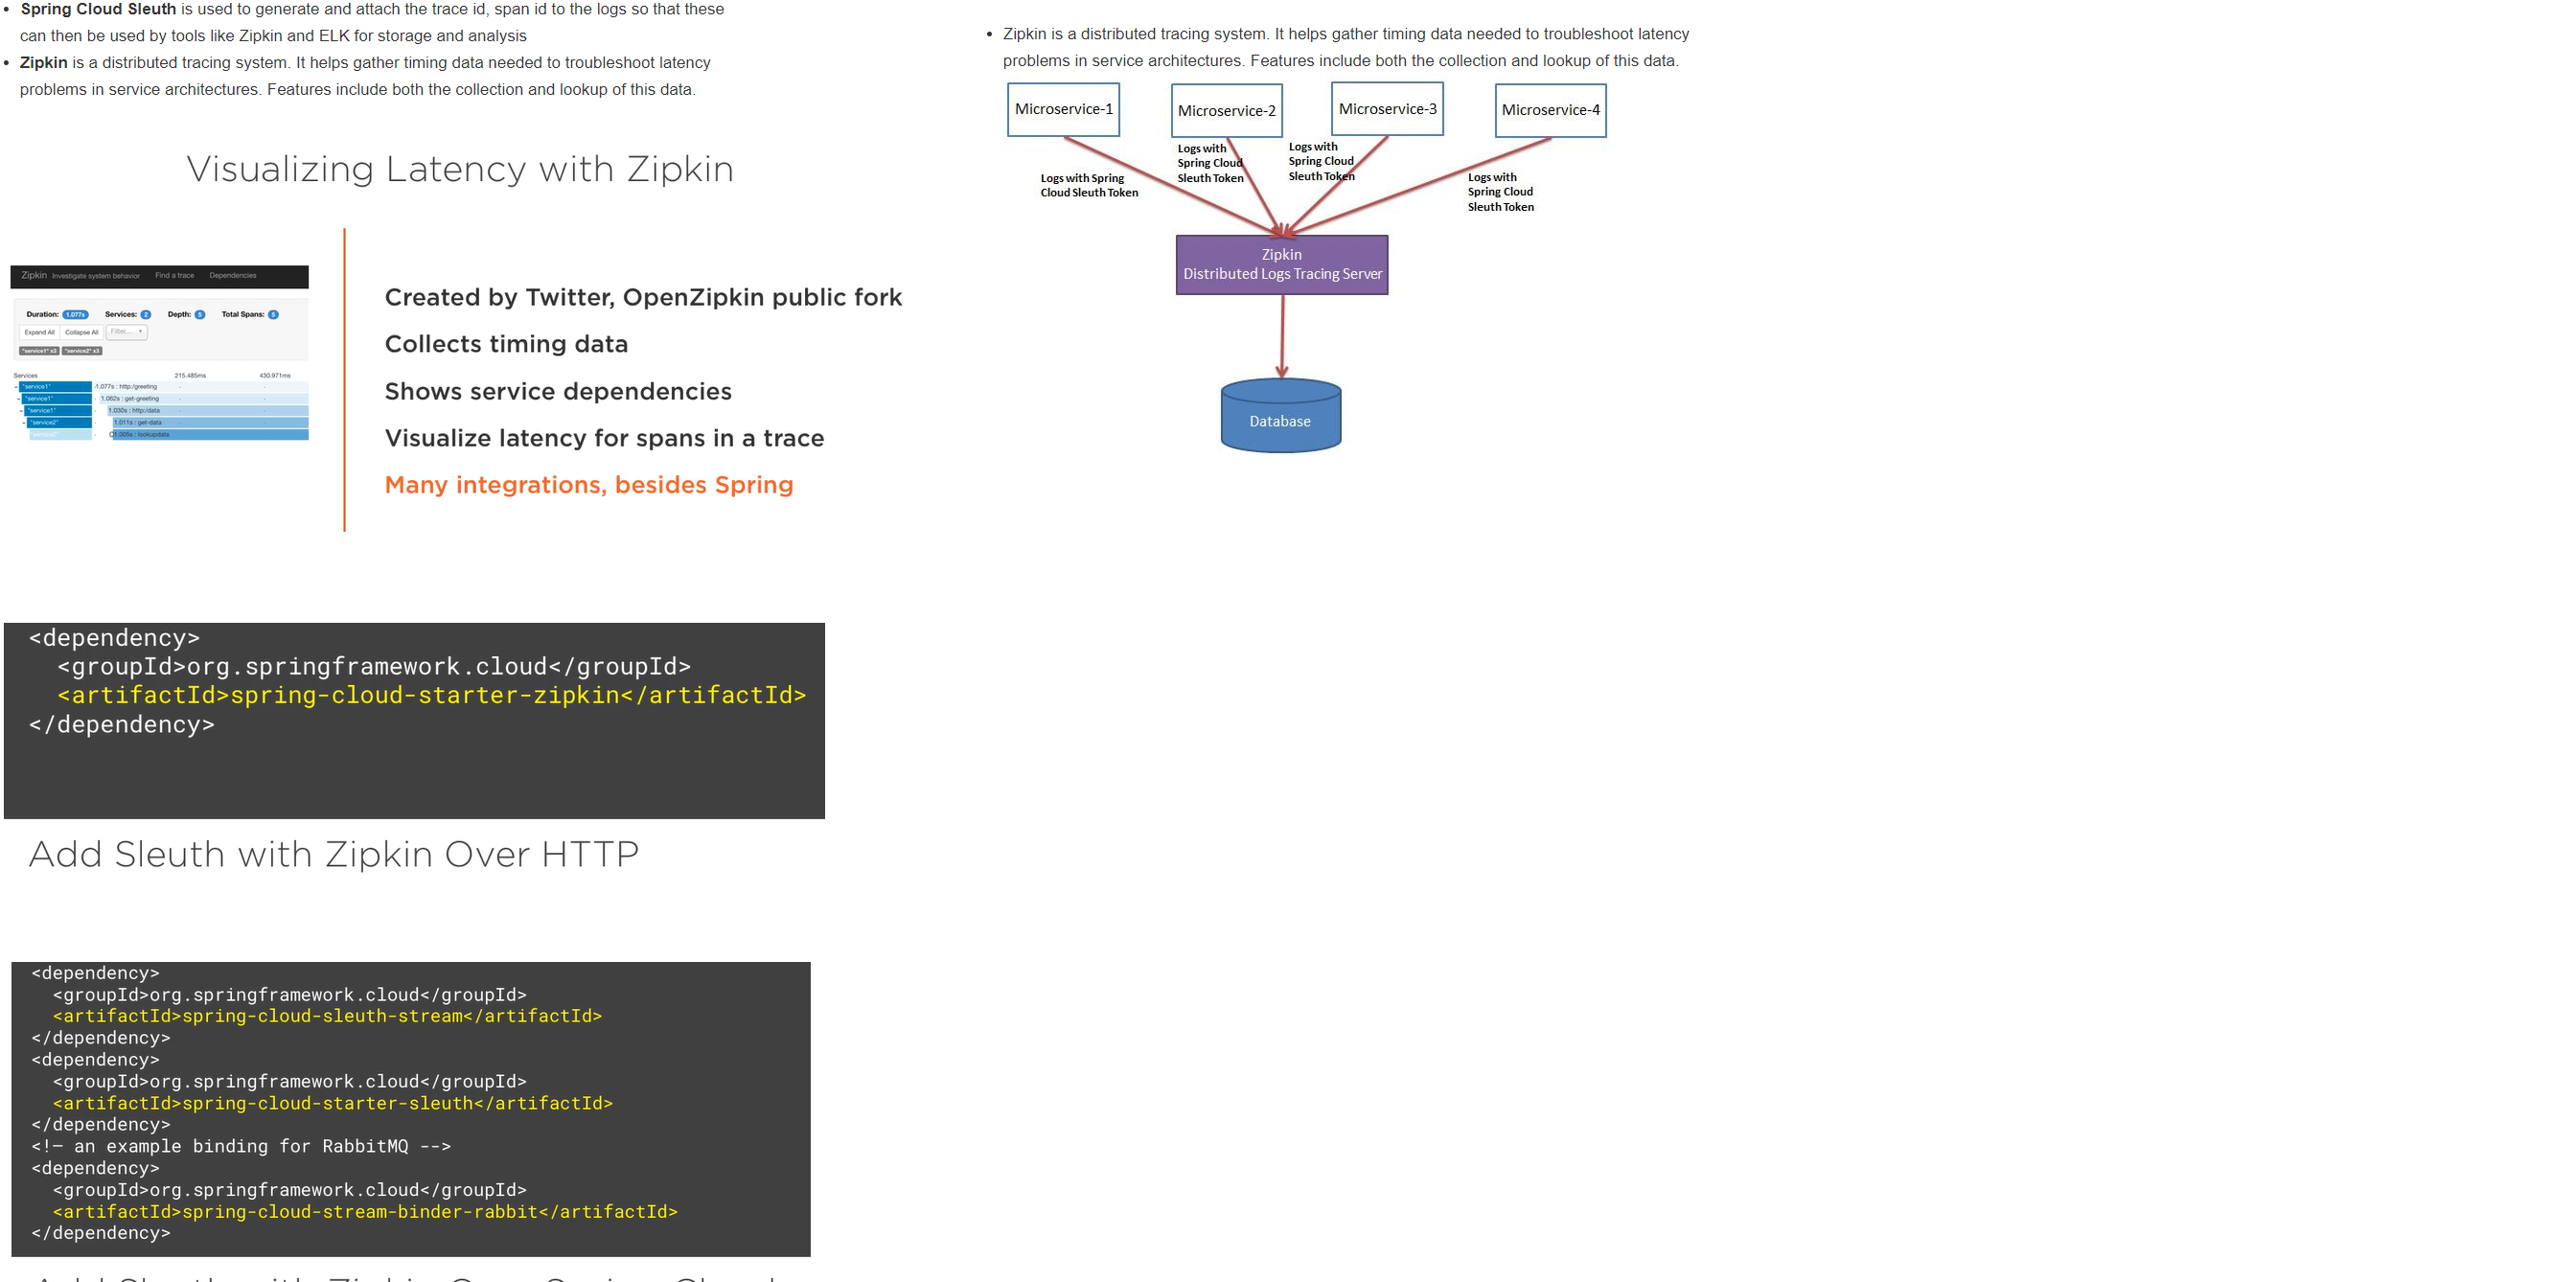 • Spring Cloud Sleuth is used to generate and attach the trace id, span id to the logs so that these
can then be used by tools like Zipkin and ELK for storage and analysis
• Zipkin is a distributed tracing system. It helps gather timing data needed to troubleshoot latency
problems in service architectures. Features include both the collection and lookup of this data.
Visualizing Latency with Zipkin
Zipkin Investigate system behavior Find a trace Dependencies
Duration: 1.077s Services: 2 Depth: 5 Total Spans: 5
Expand All Collapse All Filter...
"service1" x3 "service2" x3
Services 215.485ms 430.971ms
- "service1" 1.077s : http:/greeting
- "service1" 1.062s : get-greeting
- "service1" 1.030s : http:/data
- "service2" 1.011s : get-data
1.005s : lookupdata
Created by Twitter, OpenZipkin public fork
Collects timing data
Shows service dependencies
Visualize latency for spans in a trace
Many integrations, besides Spring
<dependency>
<groupId>org.springframework.cloud</groupId>
<artifactId>spring-cloud-starter-zipkin</artifactId>
</dependency>
Add Sleuth with Zipkin Over HTTP
<dependency>
<groupId>org.springframework.cloud</groupId>
<artifactId>spring-cloud-sleuth-stream</artifactId>
</dependency>
<dependency>
<groupId>org.springframework.cloud</groupId>
<artifactId>spring-cloud-starter-sleuth</artifactId>
</dependency>
<!— an example binding for RabbitMQ -->
<dependency>
<groupId>org.springframework.cloud</groupId>
<artifactId>spring-cloud-stream-binder-rabbit</artifactId>
</dependency>
• Zipkin is a distributed tracing system. It helps gather timing data needed to troubleshoot latency
problems in service architectures. Features include both the collection and lookup of this data.
Microservice-1
Microservice-2
Microservice-3
Microservice-4
Logs with Spring
Cloud Sleuth Token
Logs with
Spring Cloud
Sleuth Token
Logs with
Spring Cloud
Sleuth Token
Logs with
Spring Cloud
Sleuth Token
Zipkin
Distributed Logs Tracing Server
Database